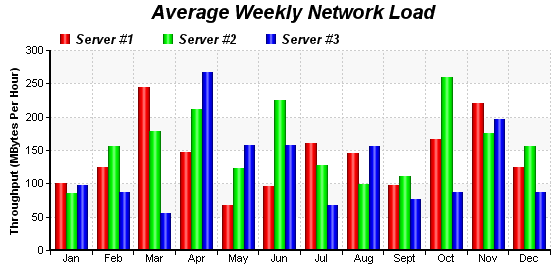 Average Weekly Network Load
Server #1 Server #2 Server #3
Throughput (MBytes Per Hour)
300
250
200
150
100
50
0
Jan Feb Mar Apr May Jun Jul Aug Sept Oct Nov Dec